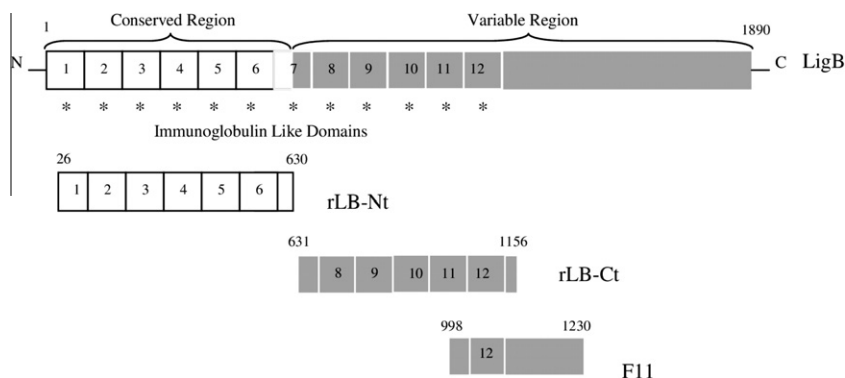 1 Conserved Region Variable Region 1890
N 1 2 3 4 5 6 7 8 9 10 11 12 C LigB
* * * * * * * * * * * *
Immunoglobulin Like Domains
26 630
1 2 3 4 5 6 rLB-Nt
631 1156
8 9 10 11 12 rLB-Ct
998 1230
12 F11